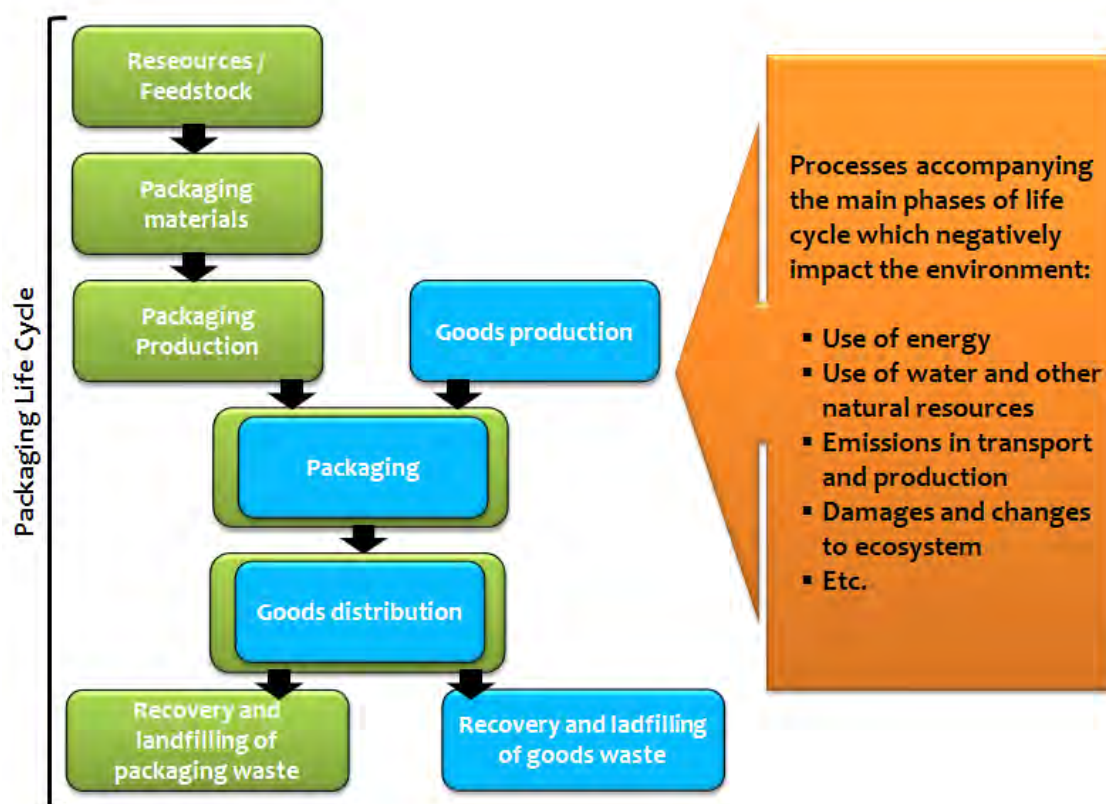 Packaging Life Cycle
Reseources /
Feedstock
Packaging
materials
Packaging
Production
Goods production
Packaging
Goods distribution
Recovery and
landfilling of
packaging waste
Recovery and ladfilling
of goods waste
Processes accompanying
the main phases of life
cycle which negatively
impact the environment:
▪ Use of energy
▪ Use of water and other
natural resources
▪ Emissions in transport
and production
▪ Damages and changes
to ecosystem
▪ Etc.